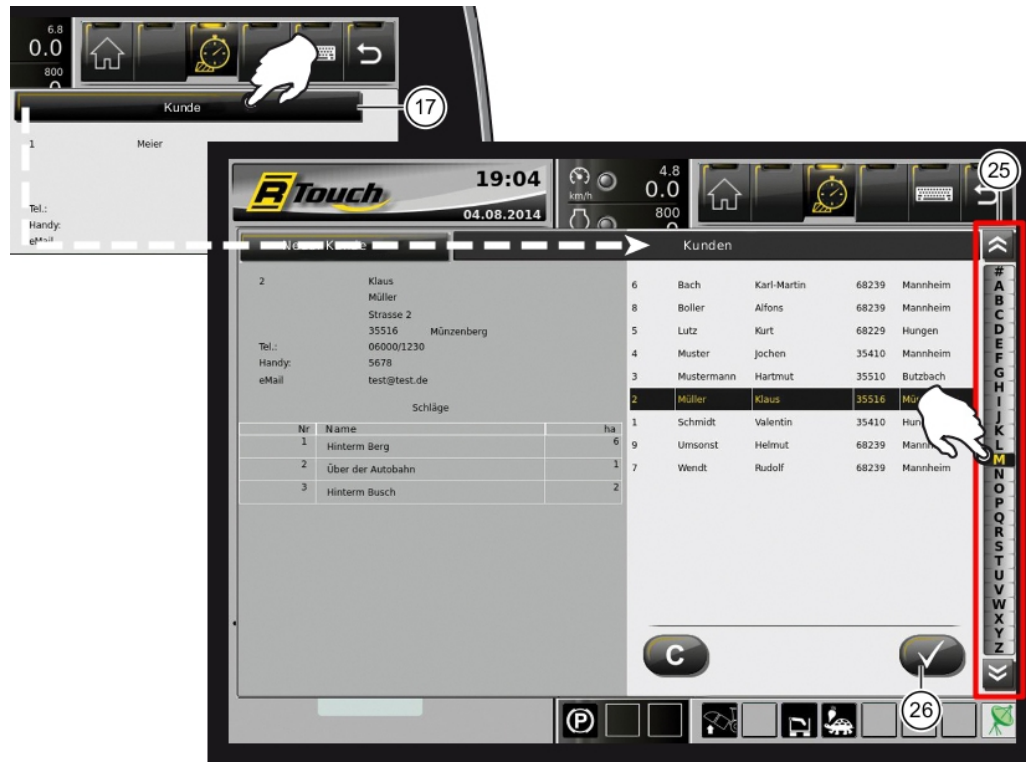 6.8
0.0
800
Kunde
17
1 Meier
Tel.:
Handy:
eMail
R Touch
19:04
04.08.2014
km/h
4.8
0.0
800
25
Neuer Kunde
Kunden
2 Klaus
Müller
Strasse 2
35516 Münzenberg
Tel.: 06000/1230
Handy: 5678
eMail test@test.de
Schläge
Nr Name ha
1 Hinterm Berg 6
2 Über der Autobahn 1
3 Hinterm Busch 2
6 Bach Karl-Martin 68239 Mannheim
8 Boller Alfons 68239 Mannheim
5 Lutz Kurt 68229 Hungen
4 Muster Jochen 35410 Mannheim
3 Mustermann Hartmut 35510 Butzbach
2 Müller Klaus 35516
1 Schmidt Valentin 35410
9 Umsonst Helmut 68239
7 Wendt Rudolf 68239 Mannheim
#
A
B
C
D
E
F
G
H
I
J
K
L
M
N
O
P
Q
R
S
T
U
V
W
X
Y
Z
C
26
P